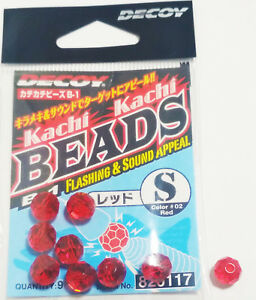 DECOY
カチカチビーズ B-1
キラメキ&サウンドでターゲットにアピール!!
Kachi Kachi
BEADS
FLASHING & SOUND APPEAL
レッド
S
Color #02
Red
QUANTITY:9
No.
820117